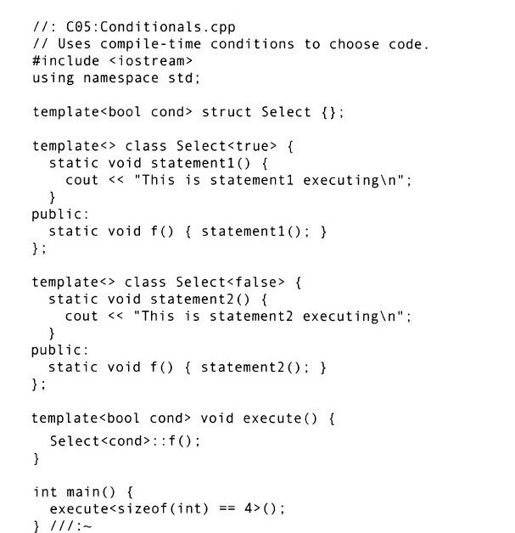 //: C05:Conditionals.cpp
// Uses compile-time conditions to choose code.
#include <iostream>
using namespace std;

template<bool cond> struct Select {};

template<> class Select<true> {
  static void statement1() {
    cout << "This is statement1 executing\n";
  }
public:
  static void f() { statement1(); }
};

template<> class Select<false> {
  static void statement2() {
    cout << "This is statement2 executing\n";
  }
public:
  static void f() { statement2(); }
};

template<bool cond> void execute() {
  Select<cond>::f();
}

int main() {
  execute<sizeof(int) == 4>();
} ///:~